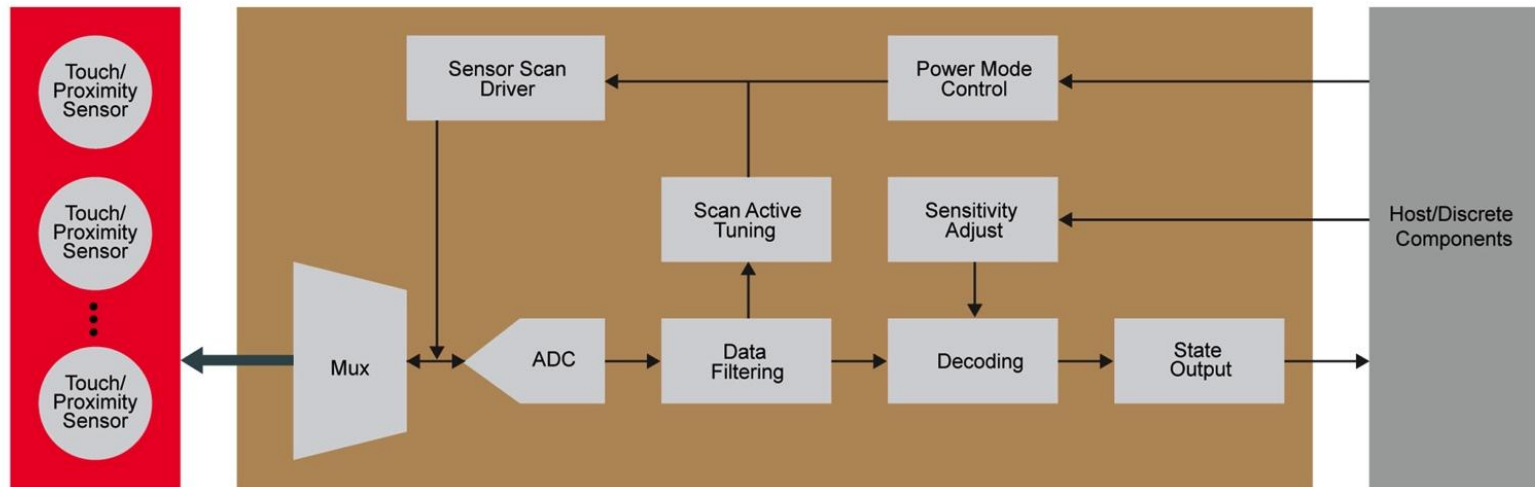 Touch/
Proximity
Sensor
Sensor Scan
Driver
Power Mode
Control
Touch/
Proximity
Sensor
Scan Active
Tuning
Sensitivity
Adjust
Host/Discrete
Components
Touch/
Proximity
Sensor
Mux
ADC
Data
Filtering
Decoding
State
Output